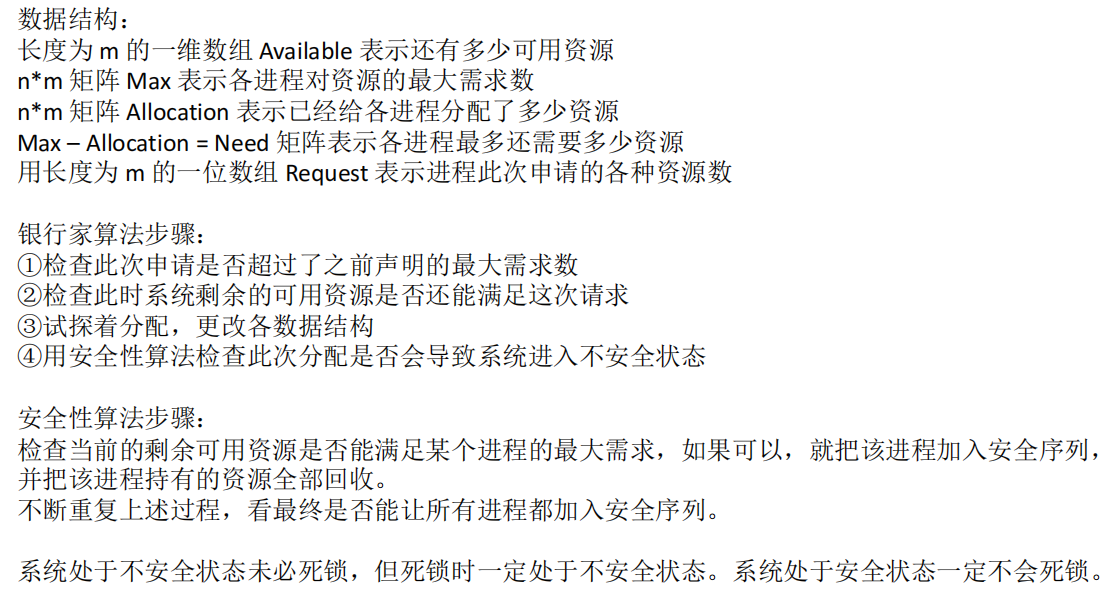 数据结构：
长度为 m 的一维数组 Available 表示还有多少可用资源
n*m 矩阵 Max 表示各进程对资源的最大需求数
n*m 矩阵 Allocation 表示已经给各进程分配了多少资源
Max – Allocation = Need 矩阵表示各进程最多还需要多少资源
用长度为 m 的一位数组 Request 表示进程此次申请的各种资源数
银行家算法步骤：
①检查此次申请是否超过了之前声明的最大需求数
②检查此时系统剩余的可用资源是否还能满足这次请求
③试探着分配，更改各数据结构
④用安全性算法检查此次分配是否会导致系统进入不安全状态
安全性算法步骤：
检查当前的剩余可用资源是否能满足某个进程的最大需求，如果可以，就把该进程加入安全序列，
并把该进程持有的资源全部回收。
不断重复上述过程，看最终是否能让所有进程都加入安全序列。
系统处于不安全状态未必死锁，但死锁时一定处于不安全状态。系统处于安全状态一定不会死锁。